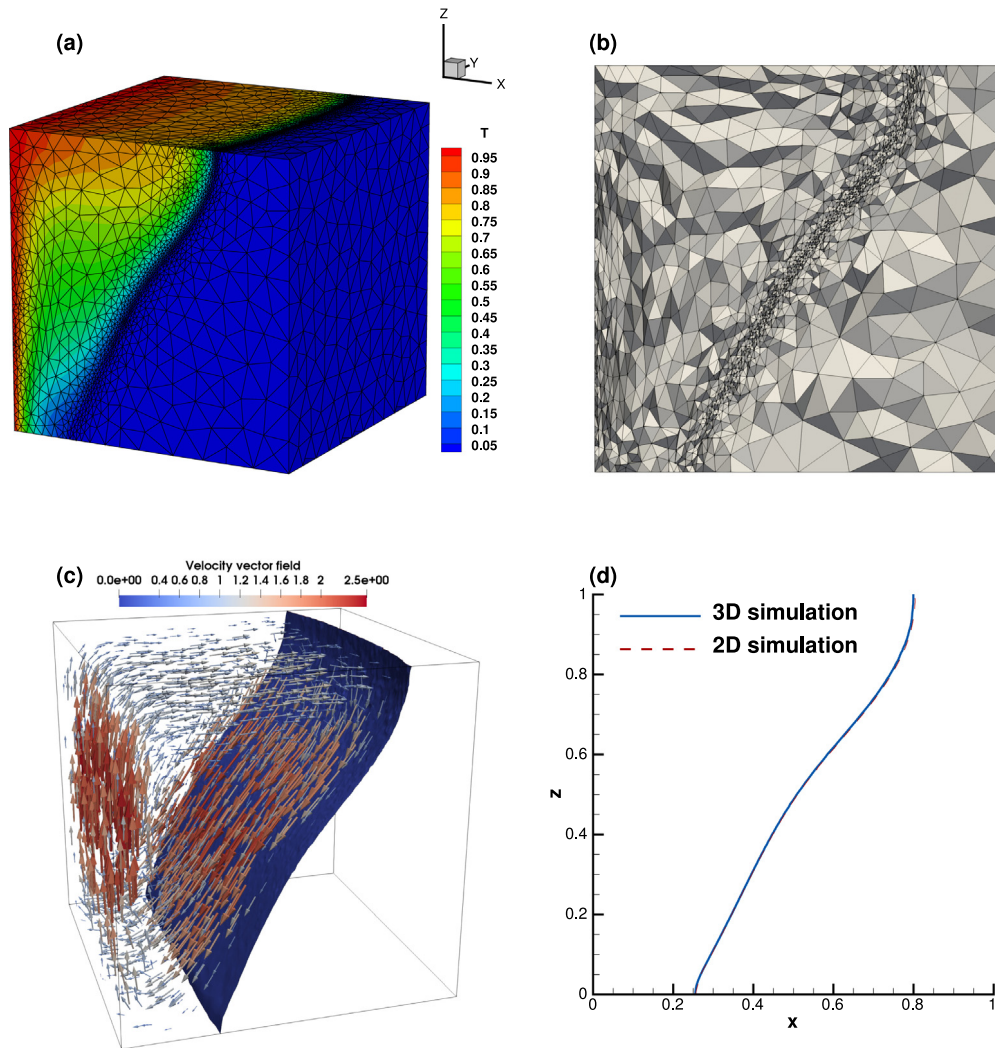 (a)
Z
Y
X
T
0.95
0.9
0.85
0.8
0.75
0.7
0.65
0.6
0.55
0.5
0.45
0.4
0.35
0.3
0.25
0.2
0.15
0.1
0.05
(b)
(c)
Velocity vector field
0.0e+00 0.4 0.6 0.8 1 1.2 1.4 1.6 1.8 2 2.5e+00
(d)
3D simulation
2D simulation
1
0.8
0.6
0.4
0.2
0
z
0 0.2 0.4 0.6 0.8 1
x